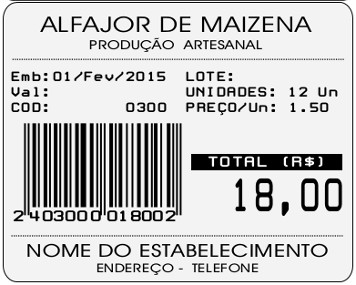 ALFAJOR DE MAIZENA
PRODUÇÃO ARTESANAL
Emb:01/Fev/2015 LOTE:
Val: UNIDADES: 12 Un
COD: 0300 PREÇO/Un: 1.50
TOTAL (R$)
18,00
2 403000 018002
NOME DO ESTABELECIMENTO
ENDEREÇO - TELEFONE